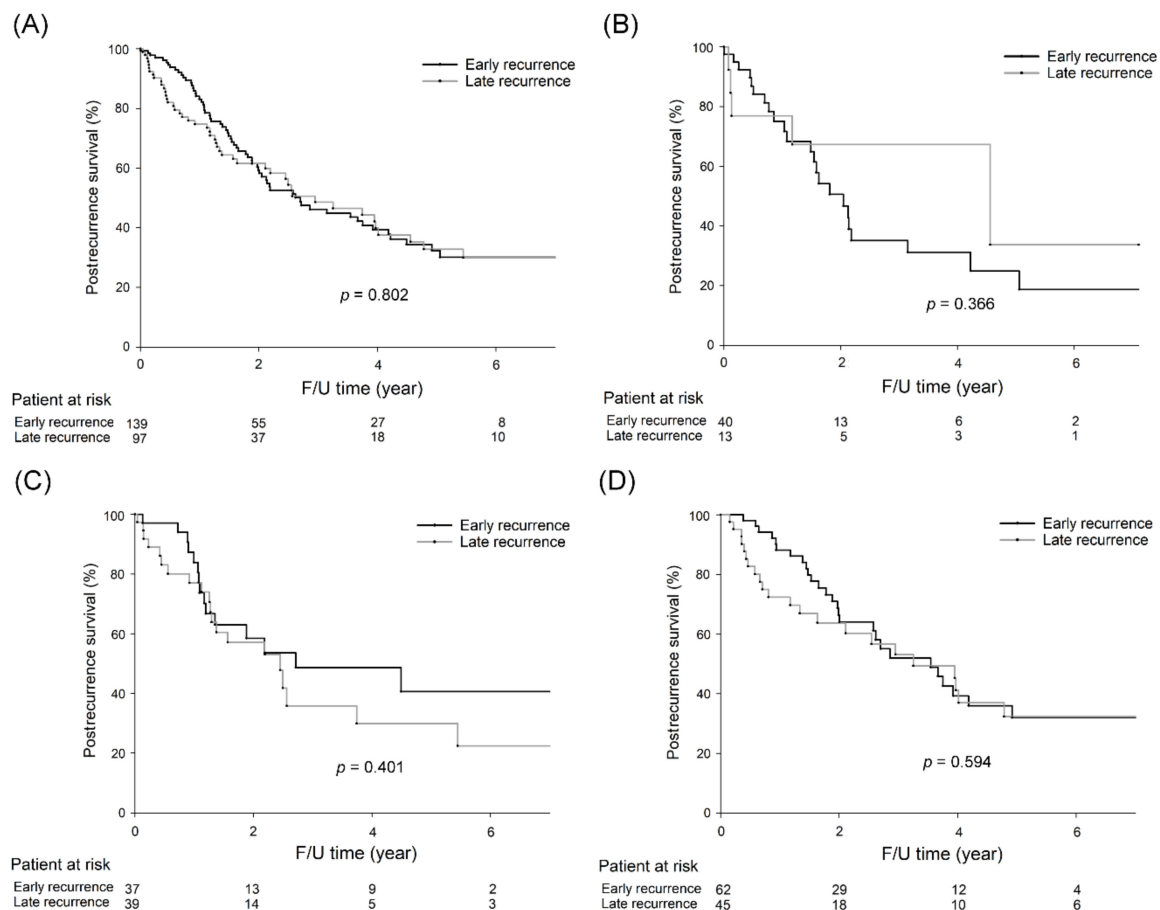 (A)
100
80
60
40
20
0
Postrecurrence survival (%)
Early recurrence
Late recurrence
p = 0.802
0 2 4 6
F/U time (year)
Patient at risk
Early recurrence 139 55 27 8
Late recurrence 97 37 18 10
(B)
100
80
60
40
20
0
Postrecurrence survival (%)
Early recurrence
Late recurrence
p = 0.366
0 2 4 6
F/U time (year)
Patient at risk
Early recurrence 40 13 6 2
Late recurrence 13 5 3 1
(C)
100
80
60
40
20
0
Postrecurrence survival (%)
Early recurrence
Late recurrence
p = 0.401
0 2 4 6
F/U time (year)
Patient at risk
Early recurrence 37 13 9 2
Late recurrence 39 14 5 3
(D)
100
80
60
40
20
0
Postrecurrence survival (%)
Early recurrence
Late recurrence
p = 0.594
0 2 4 6
F/U time (year)
Patient at risk
Early recurrence 62 29 12 4
Late recurrence 45 18 10 6